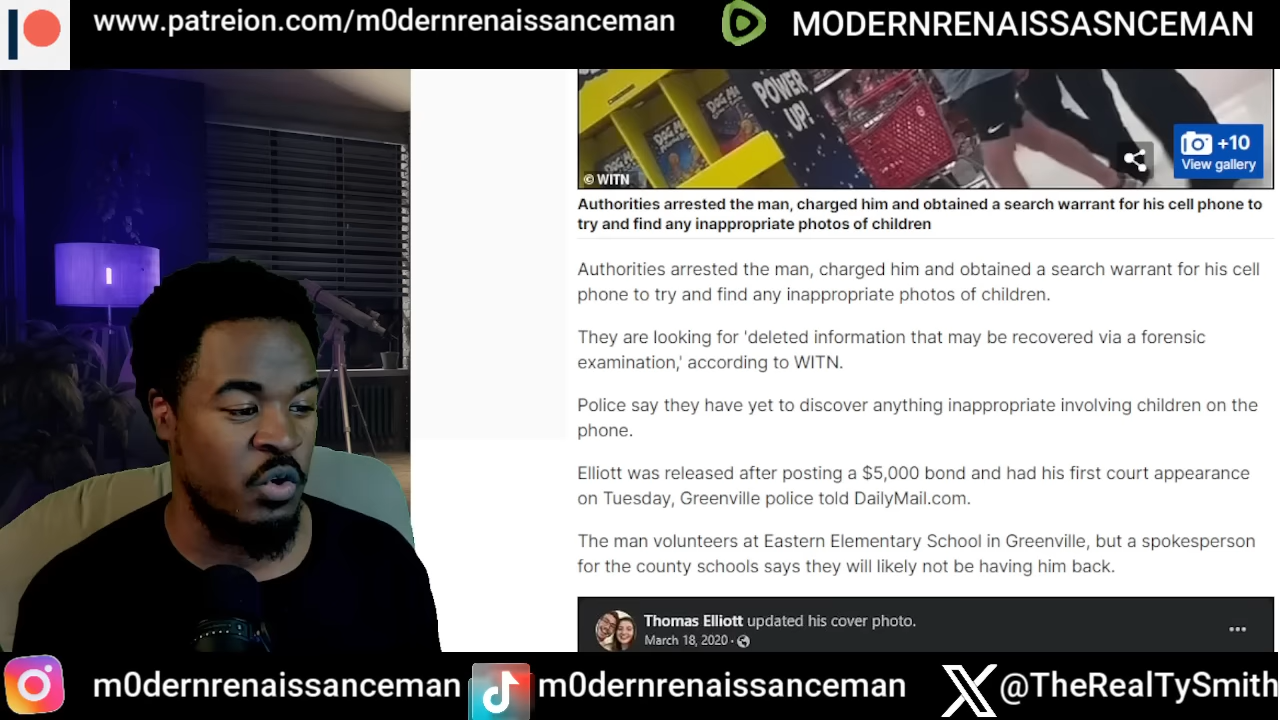 www.patreion.com/m0dernrenaissanceman
M0DERNRENAISSASNCEMAN
DOG MAN
POWER UP!
© WITN
+10
View gallery
Authorities arrested the man, charged him and obtained a search warrant for his cell phone to
try and find any inappropriate photos of children
Authorities arrested the man, charged him and obtained a search warrant for his cell
phone to try and find any inappropriate photos of children.
They are looking for 'deleted information that may be recovered via a forensic
examination,' according to WITN.
Police say they have yet to discover anything inappropriate involving children on the
phone.
Elliott was released after posting a $5,000 bond and had his first court appearance
on Tuesday, Greenville police told DailyMail.com.
The man volunteers at Eastern Elementary School in Greenville, but a spokesperson
for the county schools says they will likely not be having him back.
Thomas Elliott updated his cover photo.
March 18, 2020 ·
m0dernrenaissanceman
m0dernrenaissanceman
@TheRealTySmith